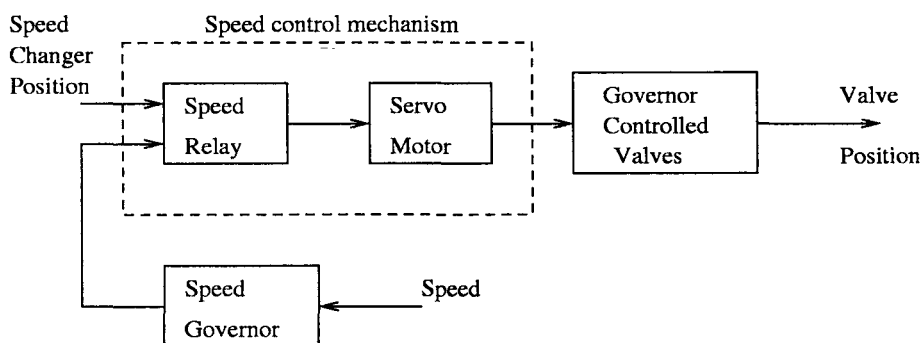 Speed
Changer
Position
Speed control mechanism
Speed
Relay
Servo
Motor
Governor
Controlled
Valves
Valve
Position
Speed
Governor
Speed